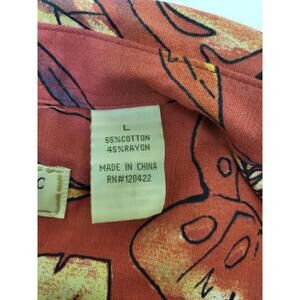 L
55%COTTON
45%RAYON
MADE IN CHINA
RN#120422
C